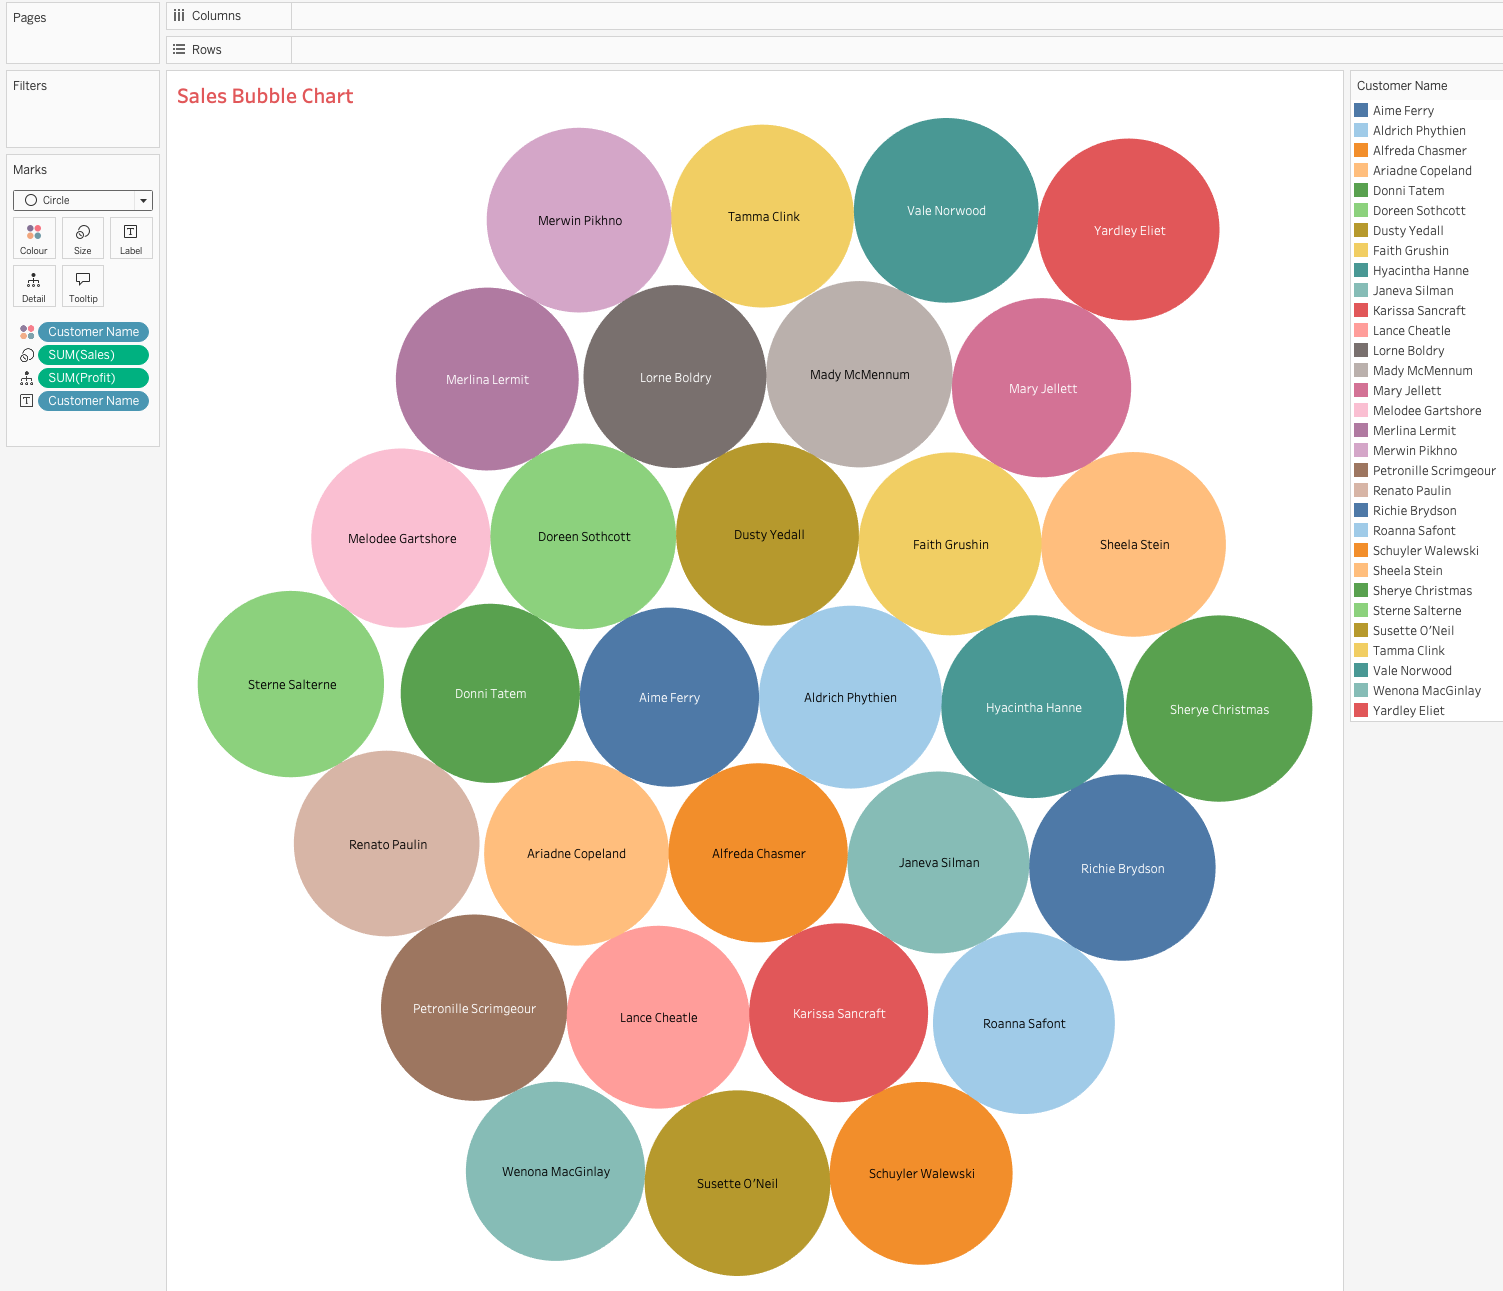 Pages
Columns
Rows
Filters
Marks
Circle
Colour
Size
Label
Detail
Tooltip
Customer Name
SUM(Sales)
SUM(Profit)
Customer Name
Sales Bubble Chart
Merwin Pikhno
Tamma Clink
Vale Norwood
Yardley Eliet
Merlina Lermit
Lorne Boldry
Mady McMennum
Mary Jellett
Melodee Gartshore
Doreen Sothcott
Dusty Yedall
Faith Grushin
Sheela Stein
Sterne Salterne
Donni Tatem
Aime Ferry
Aldrich Phythien
Hyacintha Hanne
Sherye Christmas
Renato Paulin
Ariadne Copeland
Alfreda Chasmer
Janeva Silman
Richie Brydson
Petronille Scrimgeour
Lance Cheatle
Karissa Sancraft
Roanna Safont
Wenona MacGinlay
Susette O'Neil
Schuyler Walewski
Customer Name
Aime Ferry
Aldrich Phythien
Alfreda Chasmer
Ariadne Copeland
Donni Tatem
Doreen Sothcott
Dusty Yedall
Faith Grushin
Hyacintha Hanne
Janeva Silman
Karissa Sancraft
Lance Cheatle
Lorne Boldry
Mady McMennum
Mary Jellett
Melodee Gartshore
Merlina Lermit
Merwin Pikhno
Petronille Scrimgeour
Renato Paulin
Richie Brydson
Roanna Safont
Schuyler Walewski
Sheela Stein
Sherye Christmas
Sterne Salterne
Susette O'Neil
Tamma Clink
Vale Norwood
Wenona MacGinlay
Yardley Eliet